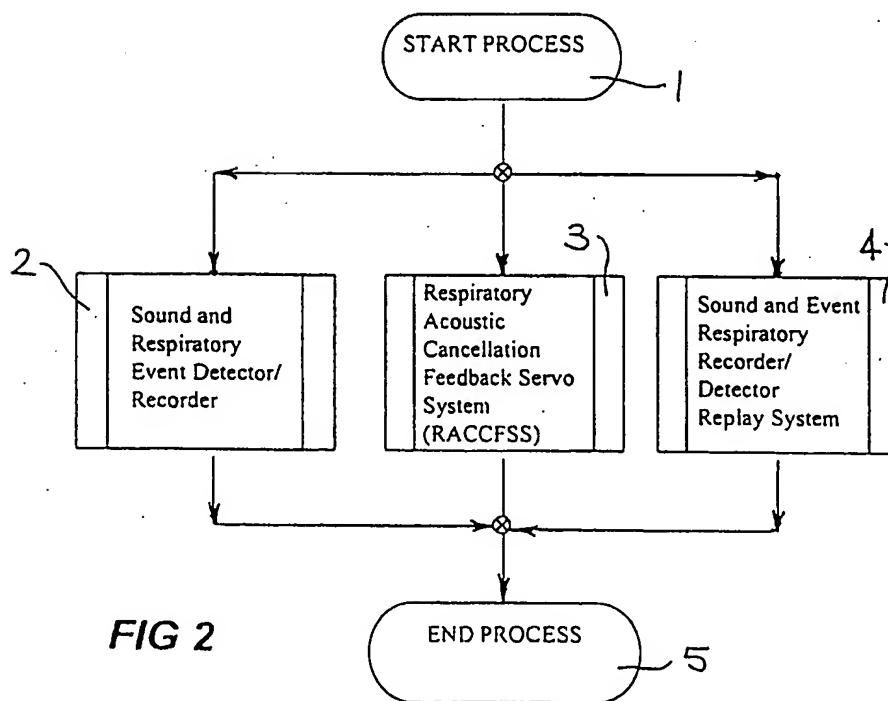 START PROCESS
1
2
Sound and
Respiratory
Event Detector/
Recorder
3
Respiratory
Acoustic
Cancellation
Feedback Servo
System
(RACCFSS)
4
Sound and Event
Respiratory
Recorder/
Detector
Replay System
FIG 2
END PROCESS
5